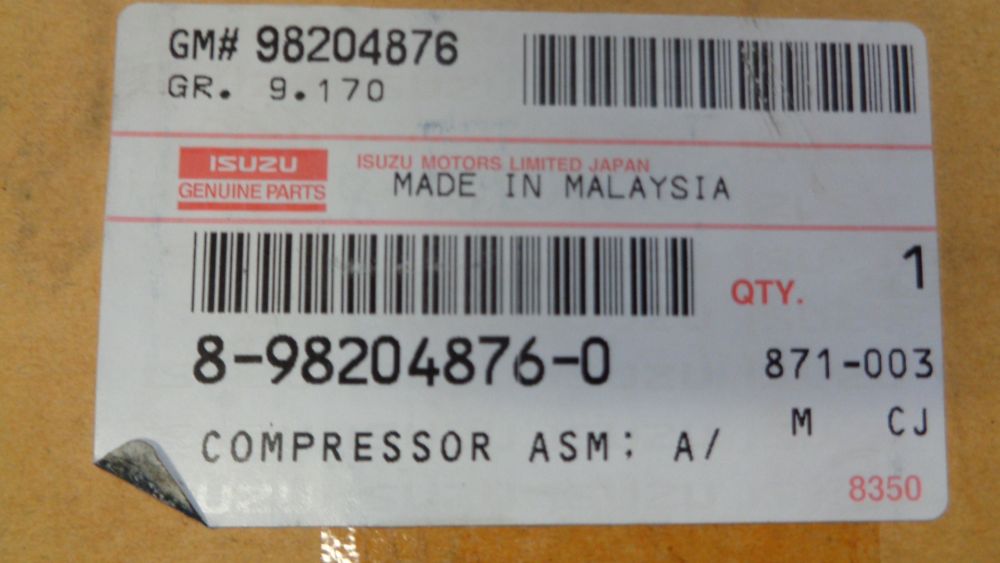 GM# 98204876
GR. 9.170
ISUZU
GENUINE PARTS
ISUZU MOTORS LIMITED JAPAN
MADE IN MALAYSIA
QTY. 1
8-98204876-0
871-003
M CJ
COMPRESSOR ASM; A/
8350